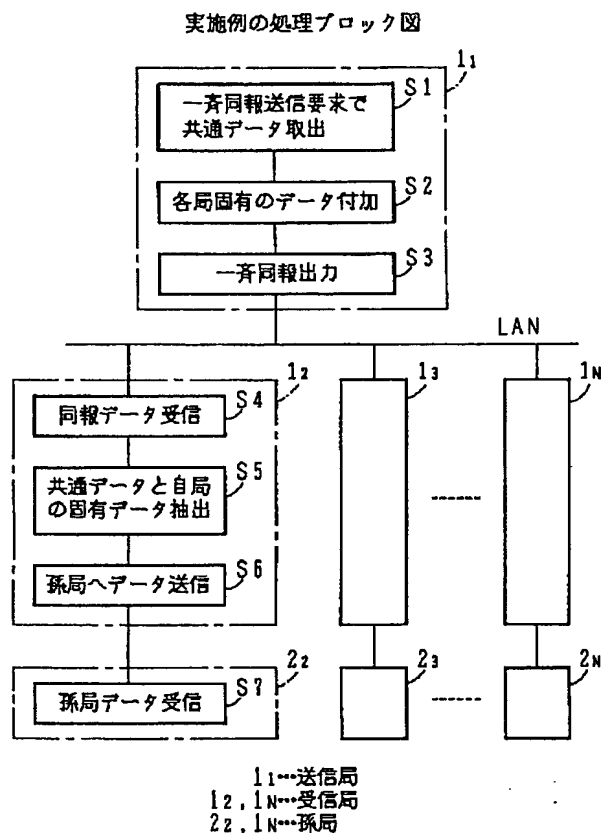 実施例の処理ブロック図
1₁
S1
一斉同報送信要求で
共通データ取出
S2
各局固有のデータ付加
S3
一斉同報出力
LAN
1₂
1₃
1N
S4
同報データ受信
S5
共通データと自局
の固有データ抽出
S6
孫局へデータ送信
2₂
2₃
2N
S7
孫局データ受信
1₁…送信局
1₂,1N…受信局
2₂,1N…孫局